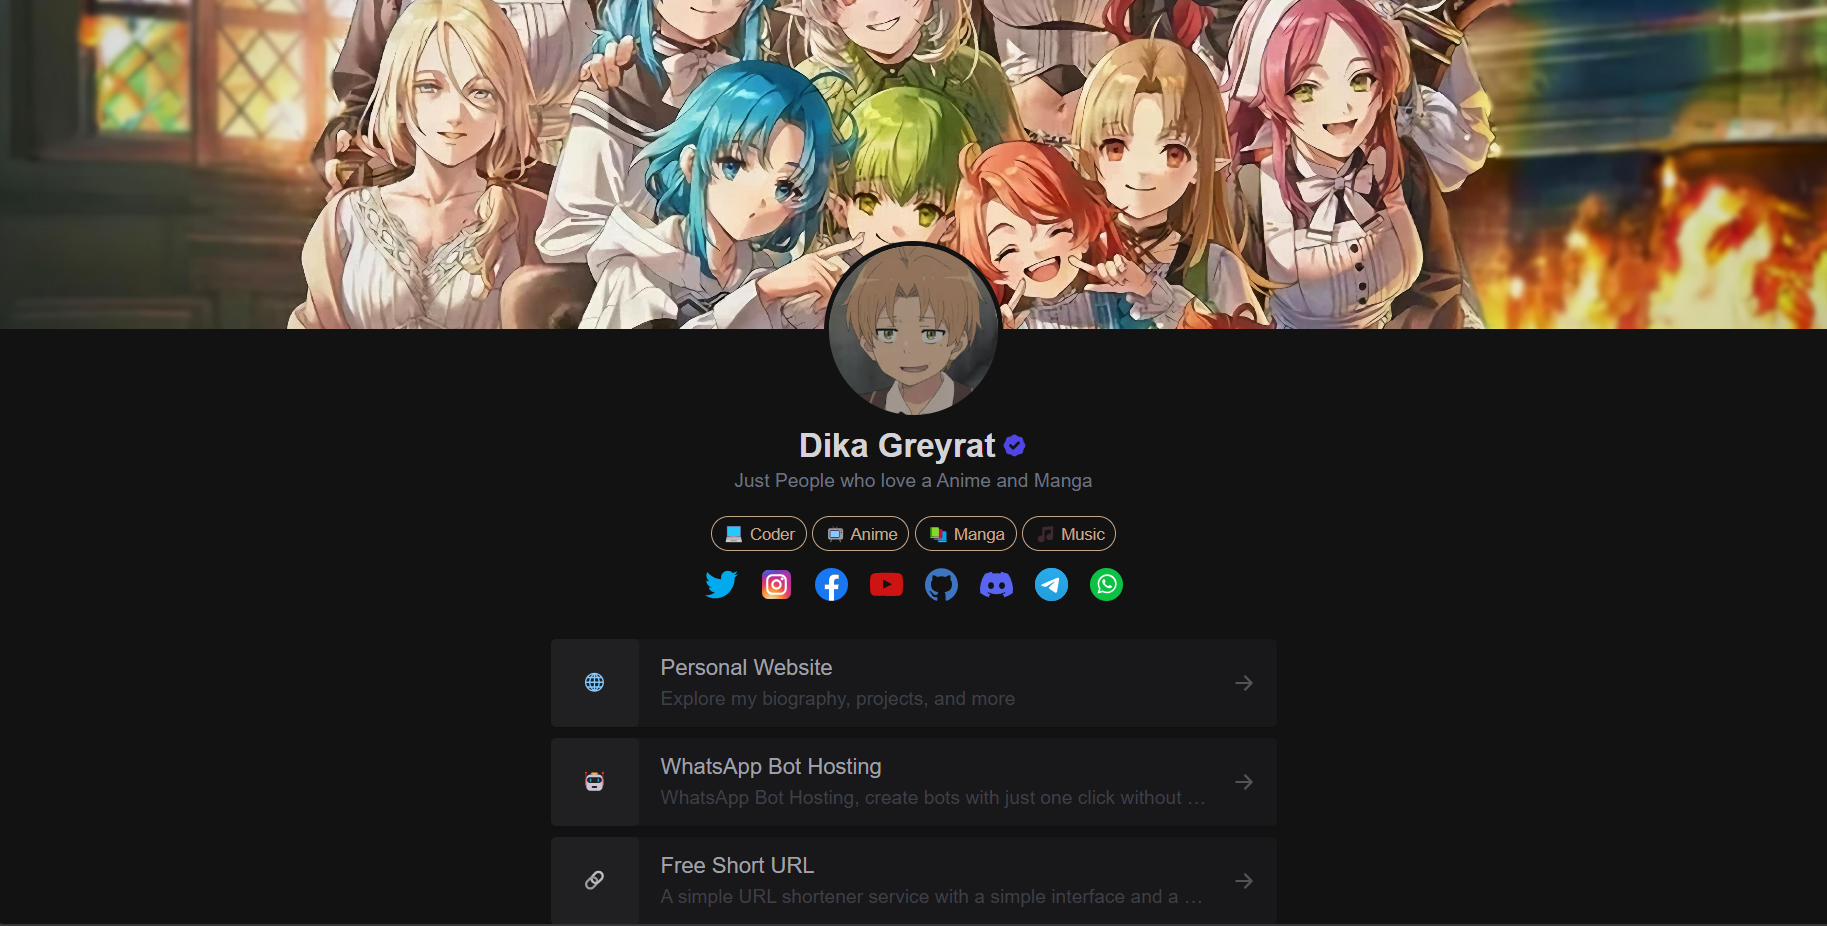 Dika Greyrat
Just People who love a Anime and Manga
Coder Anime Manga Music
Personal Website
Explore my biography, projects, and more
WhatsApp Bot Hosting
WhatsApp Bot Hosting, create bots with just one click without …
Free Short URL
A simple URL shortener service with a simple interface and a …